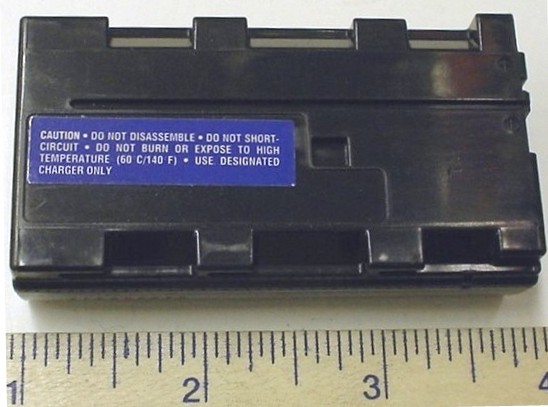 CAUTION • DO NOT DISASSEMBLE • DO NOT SHORT-
CIRCUIT • DO NOT BURN OR EXPOSE TO HIGH
TEMPERATURE (60 C/140 F) • USE DESIGNATED
CHARGER ONLY
1 2 3 4